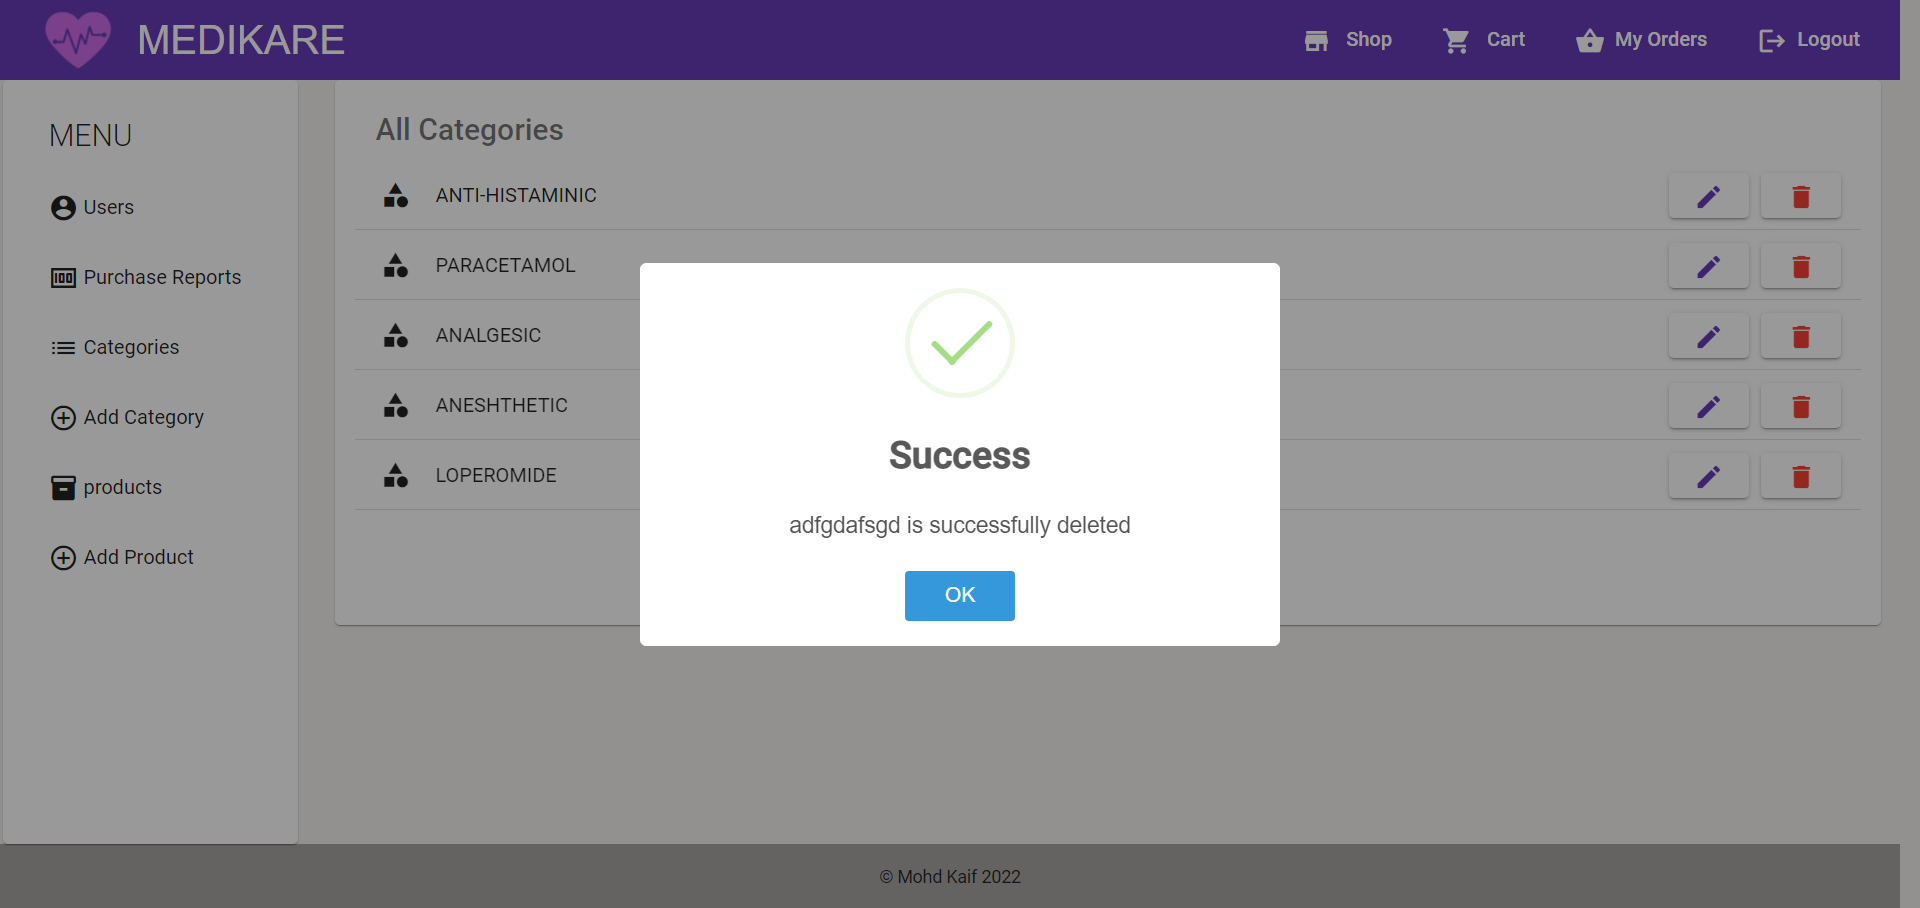 MEDIKARE
Shop
Cart
My Orders
Logout
MENU
Users
100
Purchase Reports
Categories
Add Category
products
Add Product
All Categories
ANTI-HISTAMINIC
PARACETAMOL
ANALGESIC
ANESHTHETIC
LOPEROMIDE
Success
adfgdafsgd is successfully deleted
OK
© Mohd Kaif 2022